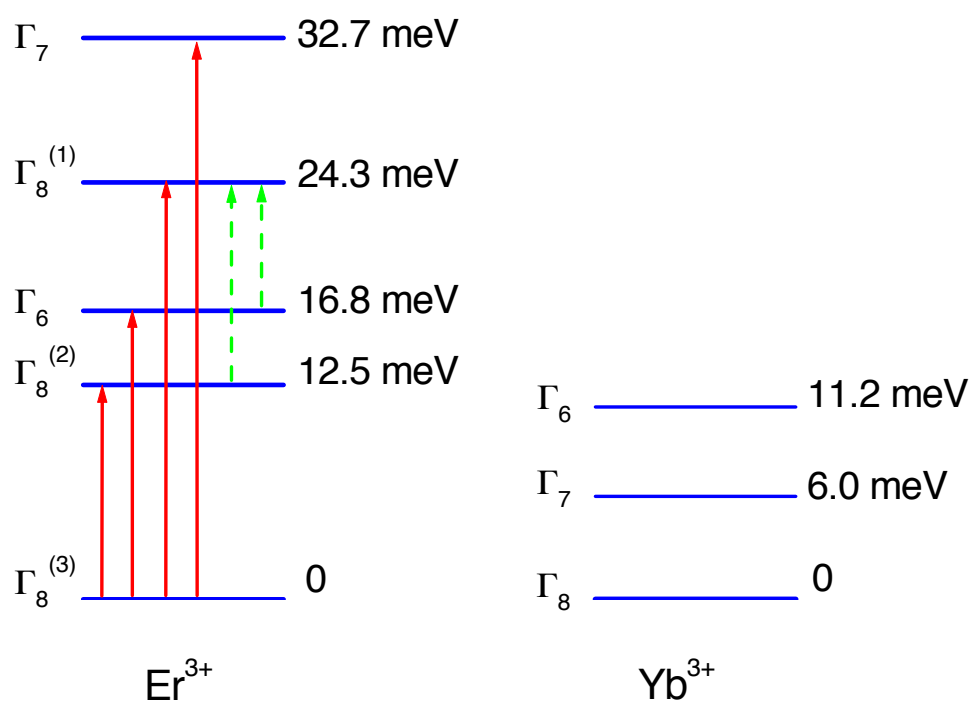 Γ₇ 32.7 meV
Γ₈⁽¹⁾ 24.3 meV
Γ₆ 16.8 meV
Γ₈⁽²⁾ 12.5 meV
Γ₈⁽³⁾ 0
Er³⁺
Γ₆ 11.2 meV
Γ₇ 6.0 meV
Γ₈ 0
Yb³⁺